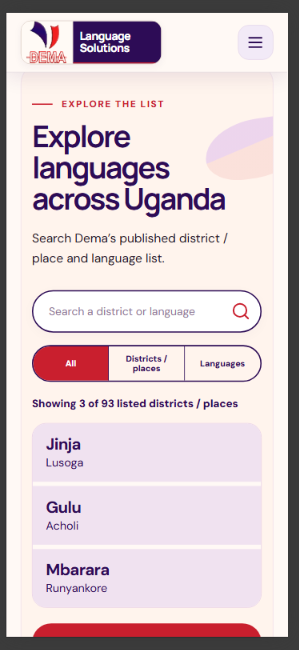 DEMA
Language
Solutions
EXPLORE THE LIST
Explore
languages
across Uganda
Search Dema's published district /
place and language list.
Search a district or language
All
Districts /
places
Languages
Showing 3 of 93 listed districts / places
Jinja
Lusoga
Gulu
Acholi
Mbarara
Runyankore